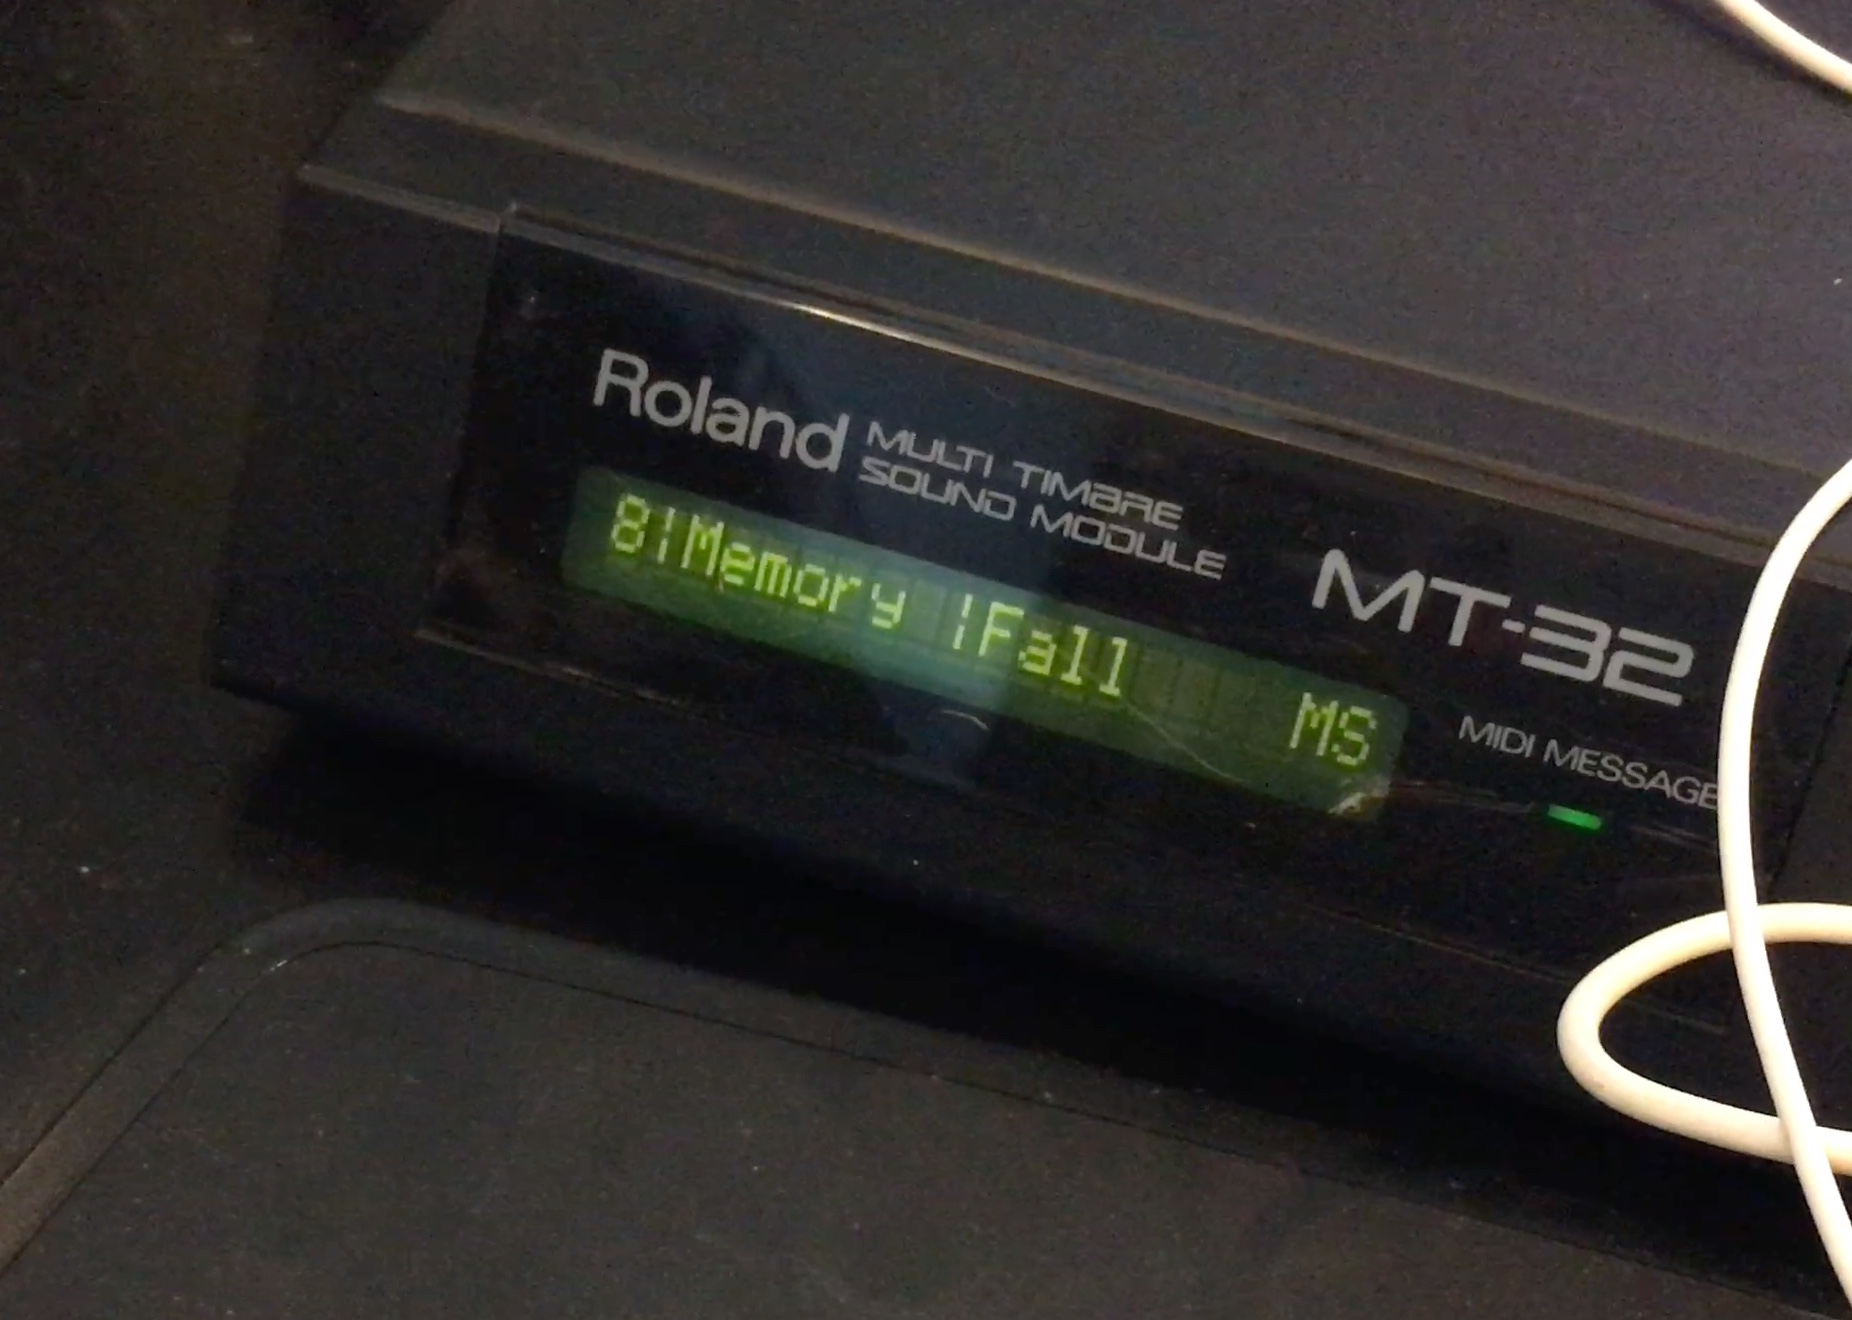 Roland MULTI TIMBRE
SOUND MODULE
8|Memory |Fall MS
MT-32
MIDI MESSAGE